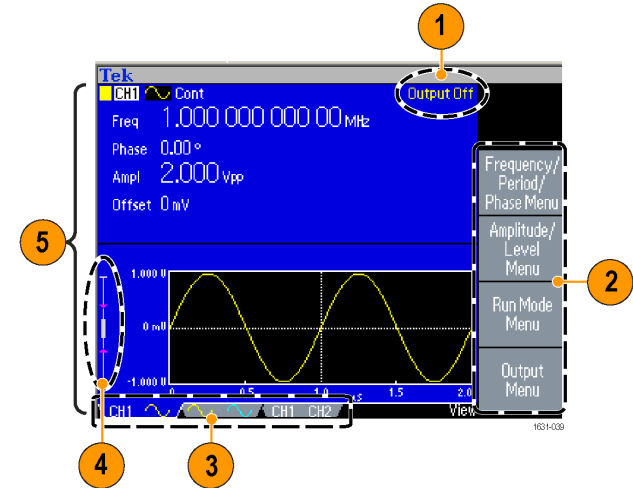 1
Tek
CH1 Cont
Output Off
Freq 1.000 000 000 00 MHz
Phase 0.00 °
Ampl 2.000 Vpp
Offset 0 mV
Frequency/
Period/
Phase Menu
Amplitude/
Level
Menu
Run Mode
Menu
Output
Menu
5
2
1.000 V
0 mV
-1.000 V
0 0.5 1.0 1.5 2.0
µs
CH1 CH1 CH2 View
1631-039
4
3